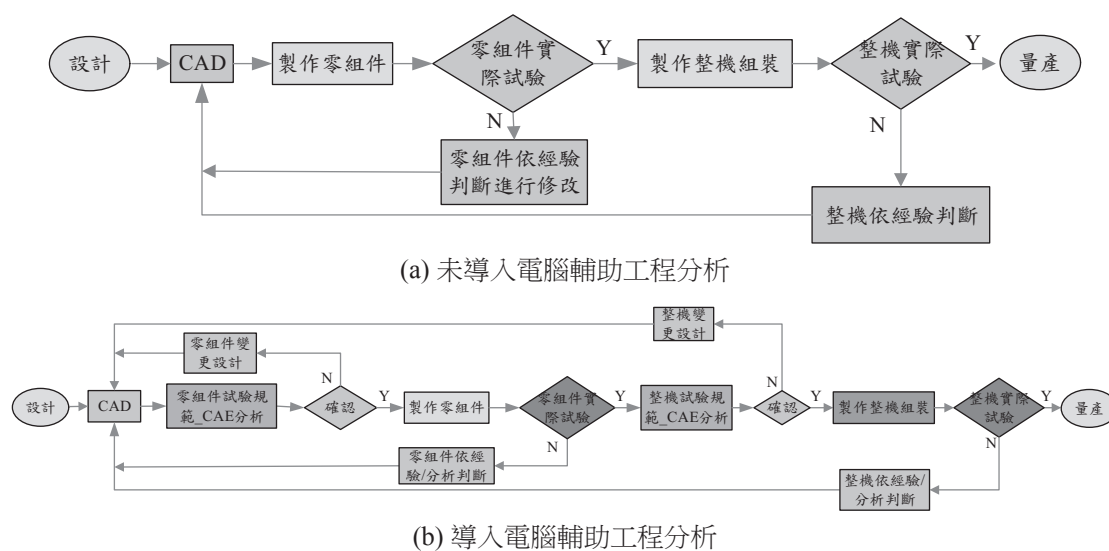 設計
CAD
製作零組件
零組件實
際試驗
Y
製作整機組裝
整機實際
試驗
Y
量產
N
N
零組件依經驗
判斷進行修改
整機依經驗判斷
(a) 未導入電腦輔助工程分析
整機變
更設計
零組件變
更設計
N
N
設計
CAD
零組件試驗規
範_CAE分析
確認
Y
製作零組件
零組件實
際試驗
Y
整機試驗規
範_CAE分析
確認
Y
製作整機組裝
整機實際
試驗
Y
量產
N
N
零組件依經
驗/分析判斷
整機依經驗/
分析判斷
(b) 導入電腦輔助工程分析